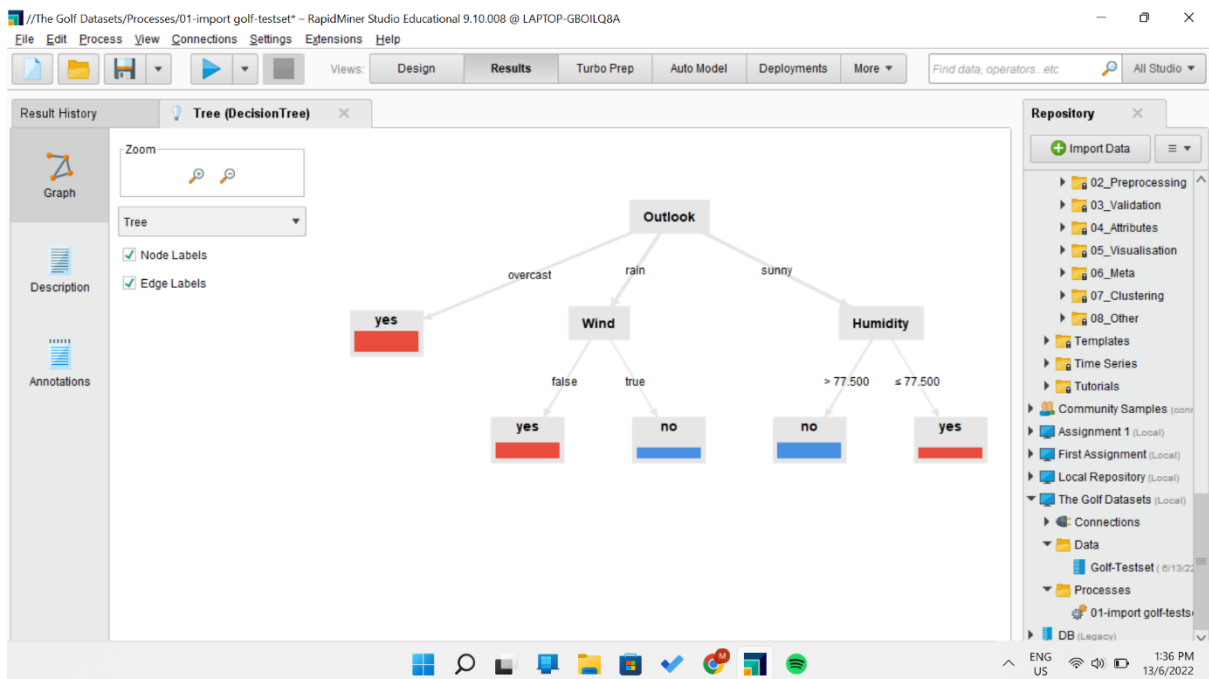 //The Golf Datasets/Processes/01-import golf-testset* – RapidMiner Studio Educational 9.10.008 @ LAPTOP-GBOILQ8A
File Edit Process View Connections Settings Extensions Help
Views: Design Results Turbo Prep Auto Model Deployments More Find data, operators...etc All Studio
Result History Tree (DecisionTree) Repository
Zoom
Import Data
Graph
Tree
Node Labels
Edge Labels
Description
Annotations
Outlook
overcast rain sunny
yes Wind Humidity
false true > 77.500 ≤ 77.500
yes no no yes
02_Preprocessing
03_Validation
04_Attributes
05_Visualisation
06_Meta
07_Clustering
08_Other
Templates
Time Series
Tutorials
Community Samples (conn
Assignment 1 (Local)
First Assignment (Local)
Local Repository (Local)
The Golf Datasets (Local)
Connections
Data
Golf-Testset ( 6/13/22
Processes
01-import golf-tests
DB (Legacy)
M
ENG
US
1:36 PM
13/6/2022